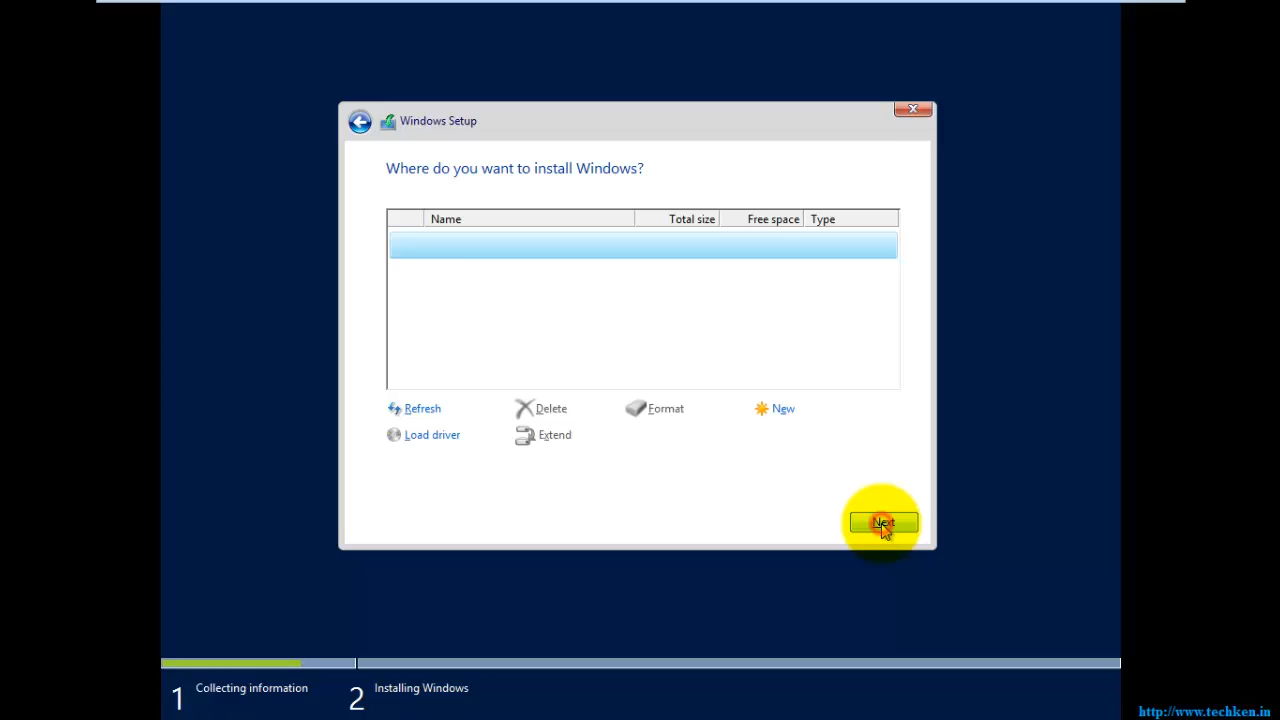 Windows Setup
Where do you want to install Windows?
Name Total size Free space Type
Refresh Delete Format New
Load driver Extend
Next
1 Collecting information 2 Installing Windows
http://www.techken.in